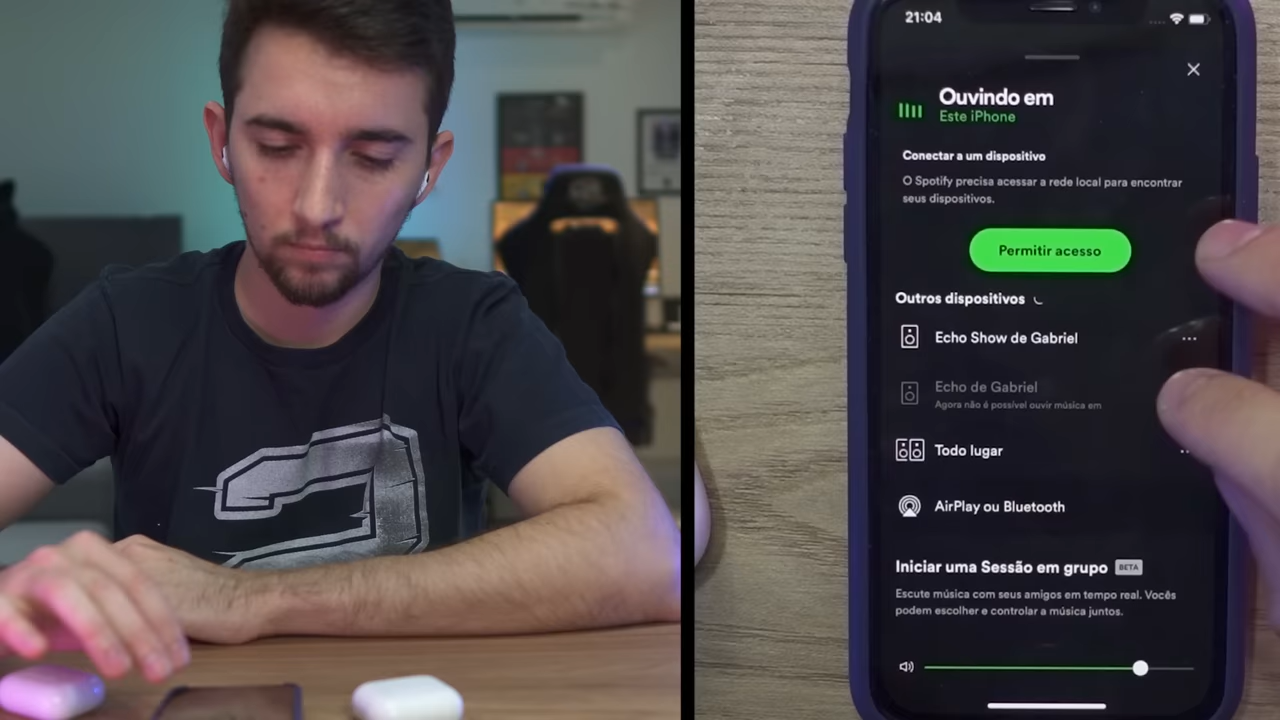 21:04
Ouvindo em
Este iPhone
Conectar a um dispositivo
O Spotify precisa acessar a rede local para encontrar
seus dispositivos.
Permitir acesso
Outros dispositivos
Echo Show de Gabriel
Echo de Gabriel
Agora não é possível ouvir música em
Todo lugar
AirPlay ou Bluetooth
Iniciar uma Sessão em grupo BETA
Escute música com seus amigos em tempo real. Vocês
podem escolher e controlar a música juntos.